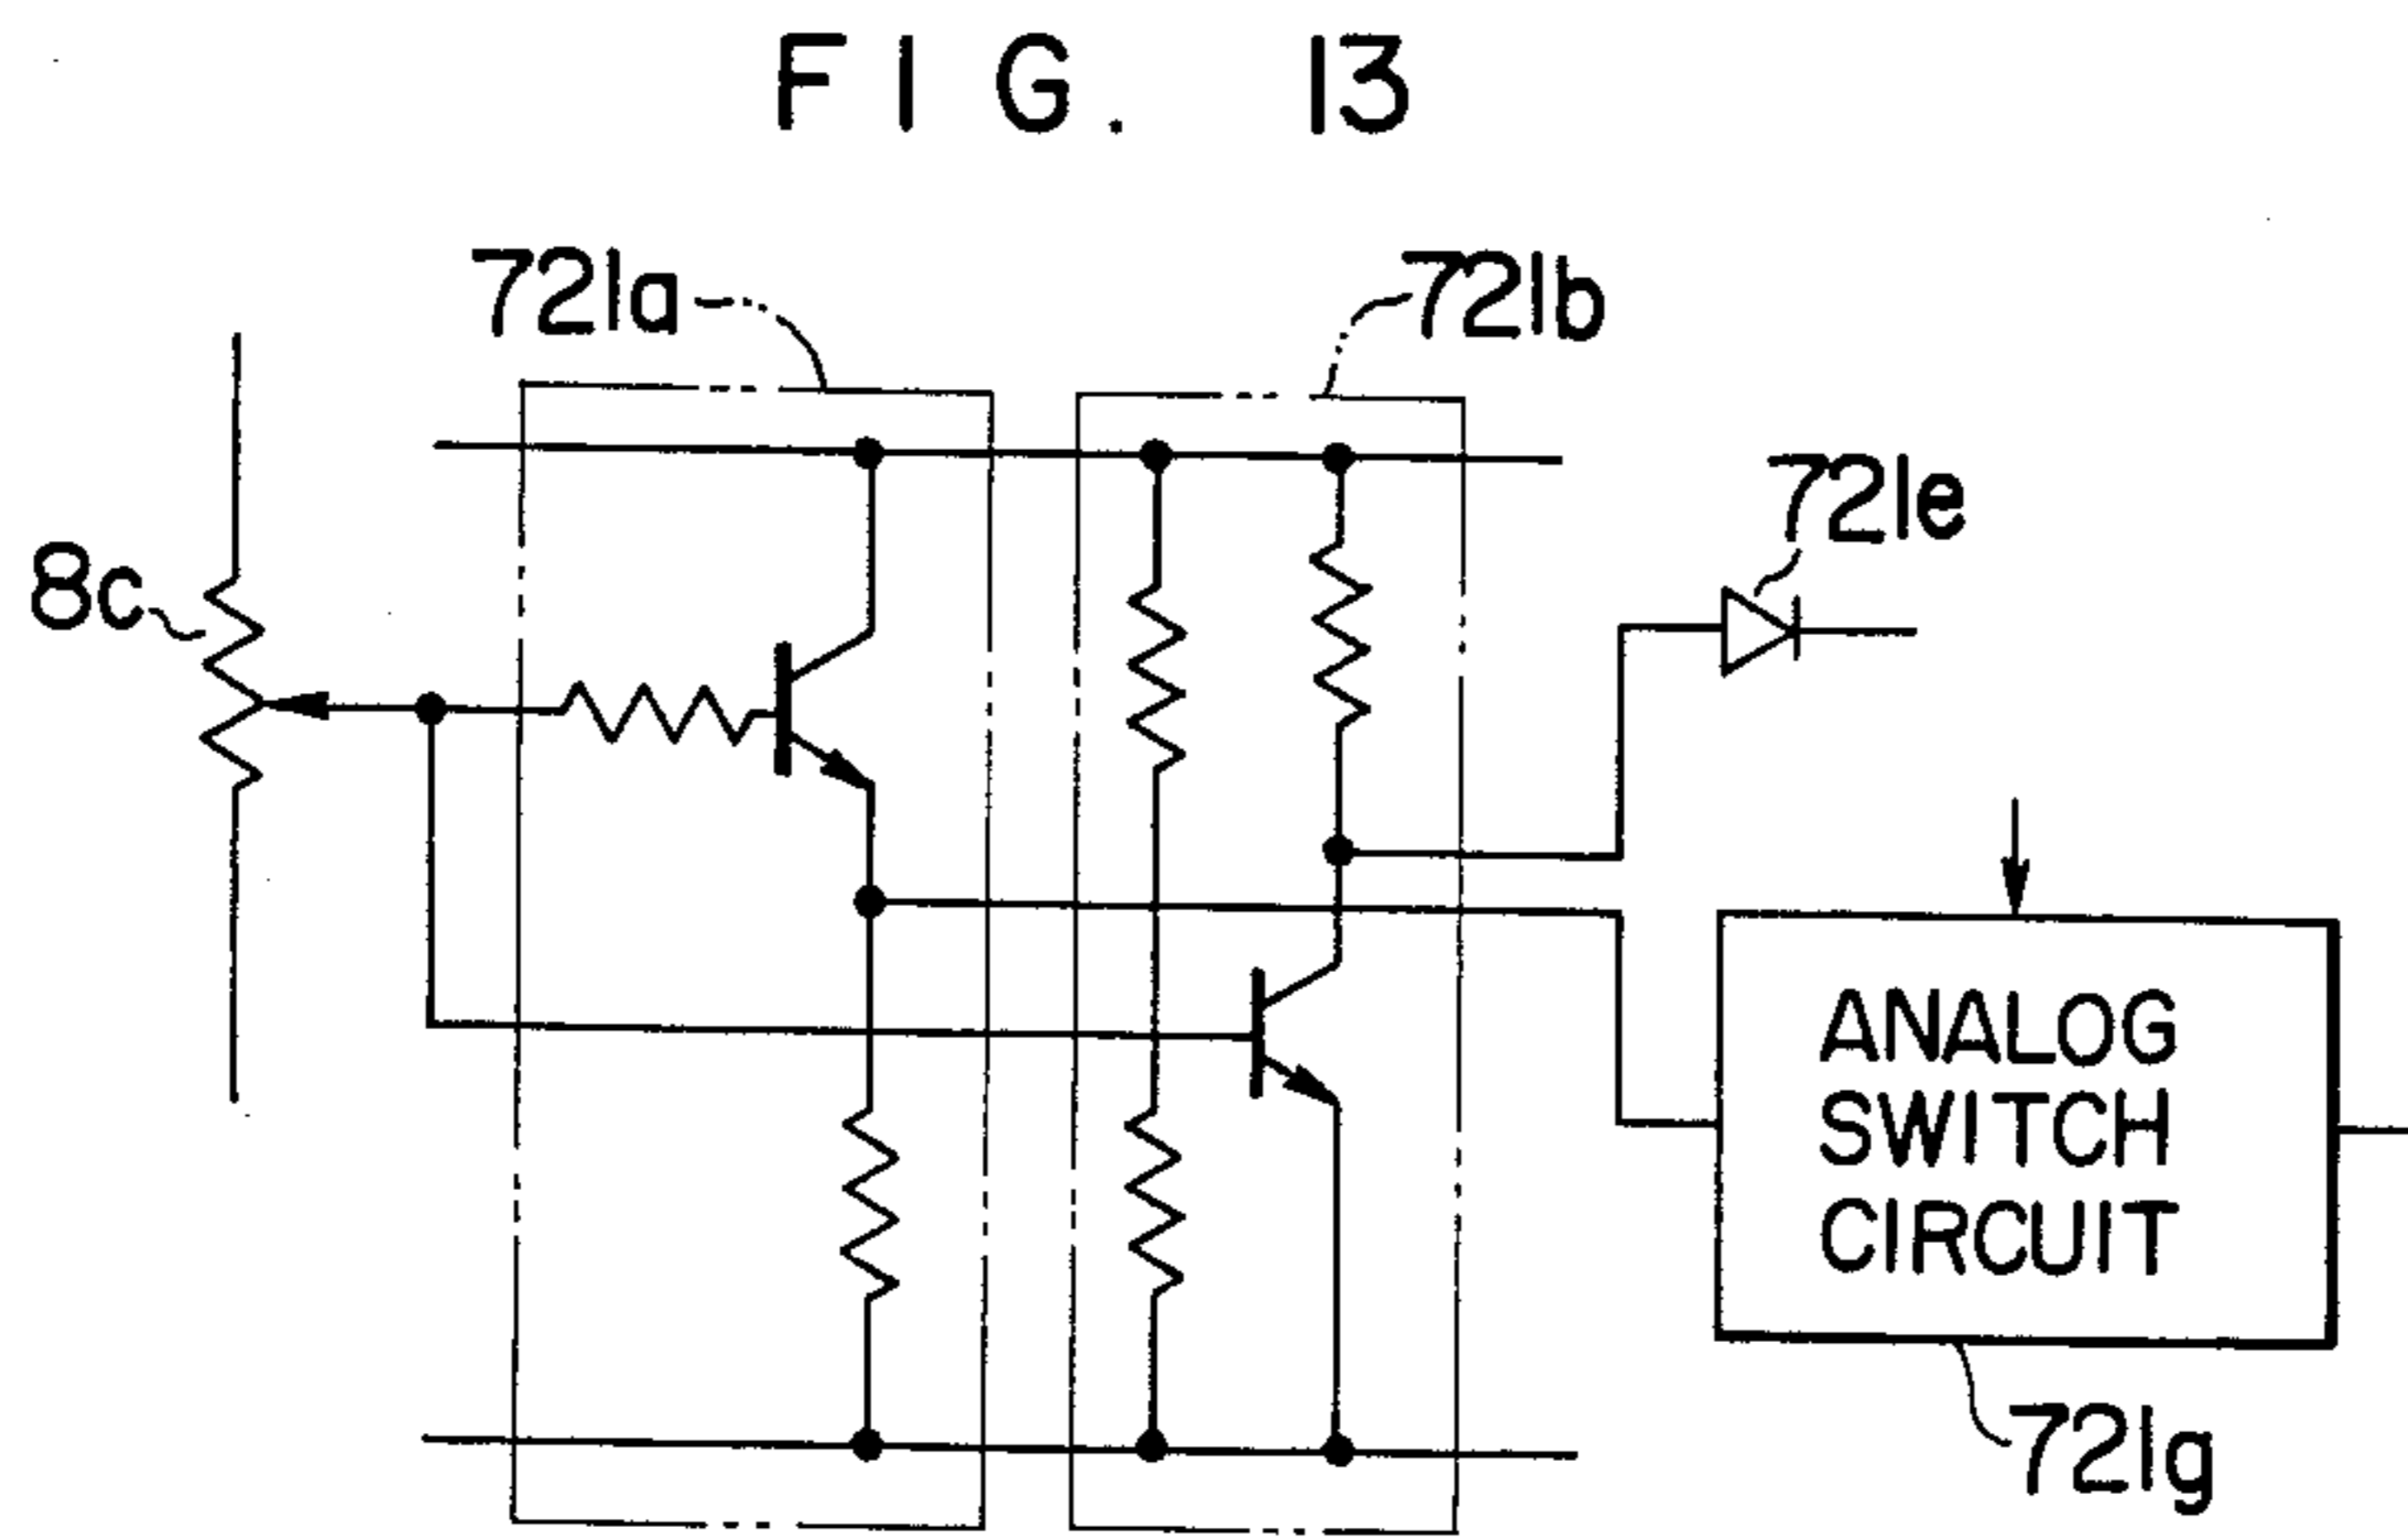 FIG. 13
721a
721b
721e
8c
ANALOG
SWITCH
CIRCUIT
721g